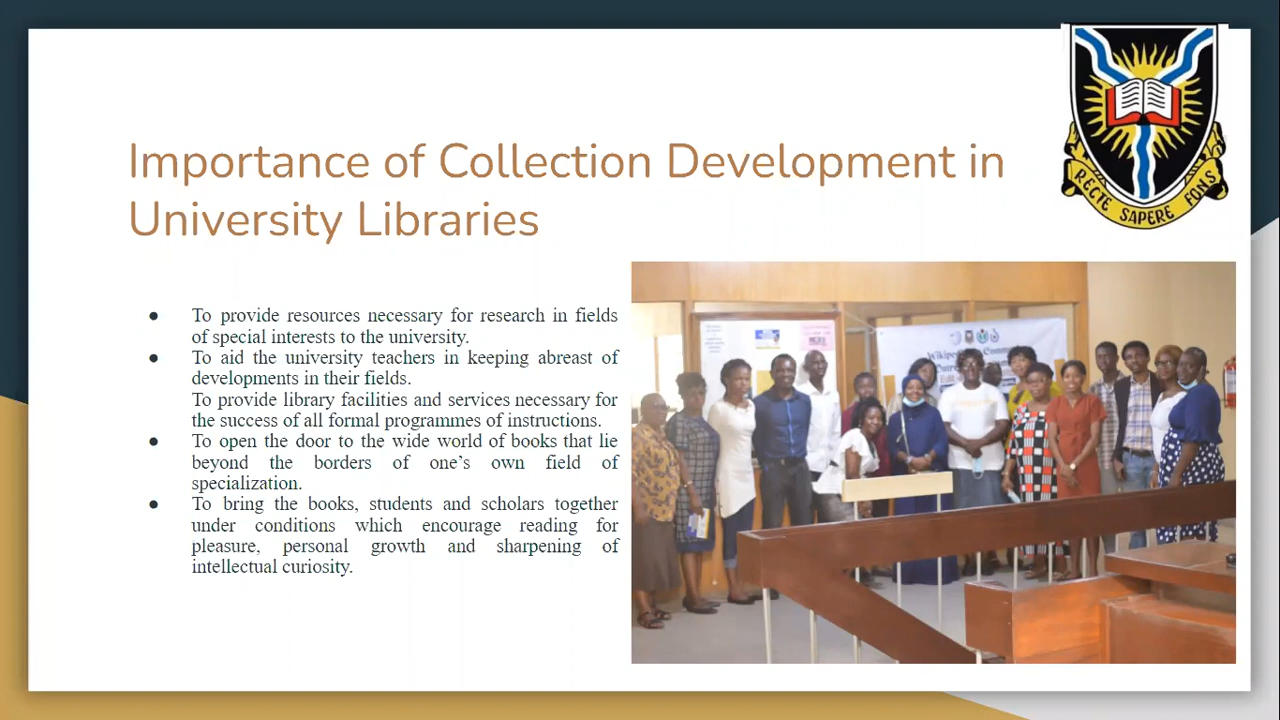 Importance of Collection Development in
University Libraries
RECTE SAPERE FONS
● To provide resources necessary for research in fields
of special interests to the university.
● To aid the university teachers in keeping abreast of
developments in their fields.
To provide library facilities and services necessary for
the success of all formal programmes of instructions.
● To open the door to the wide world of books that lie
beyond the borders of one’s own field of
specialization.
● To bring the books, students and scholars together
under conditions which encourage reading for
pleasure, personal growth and sharpening of
intellectual curiosity.